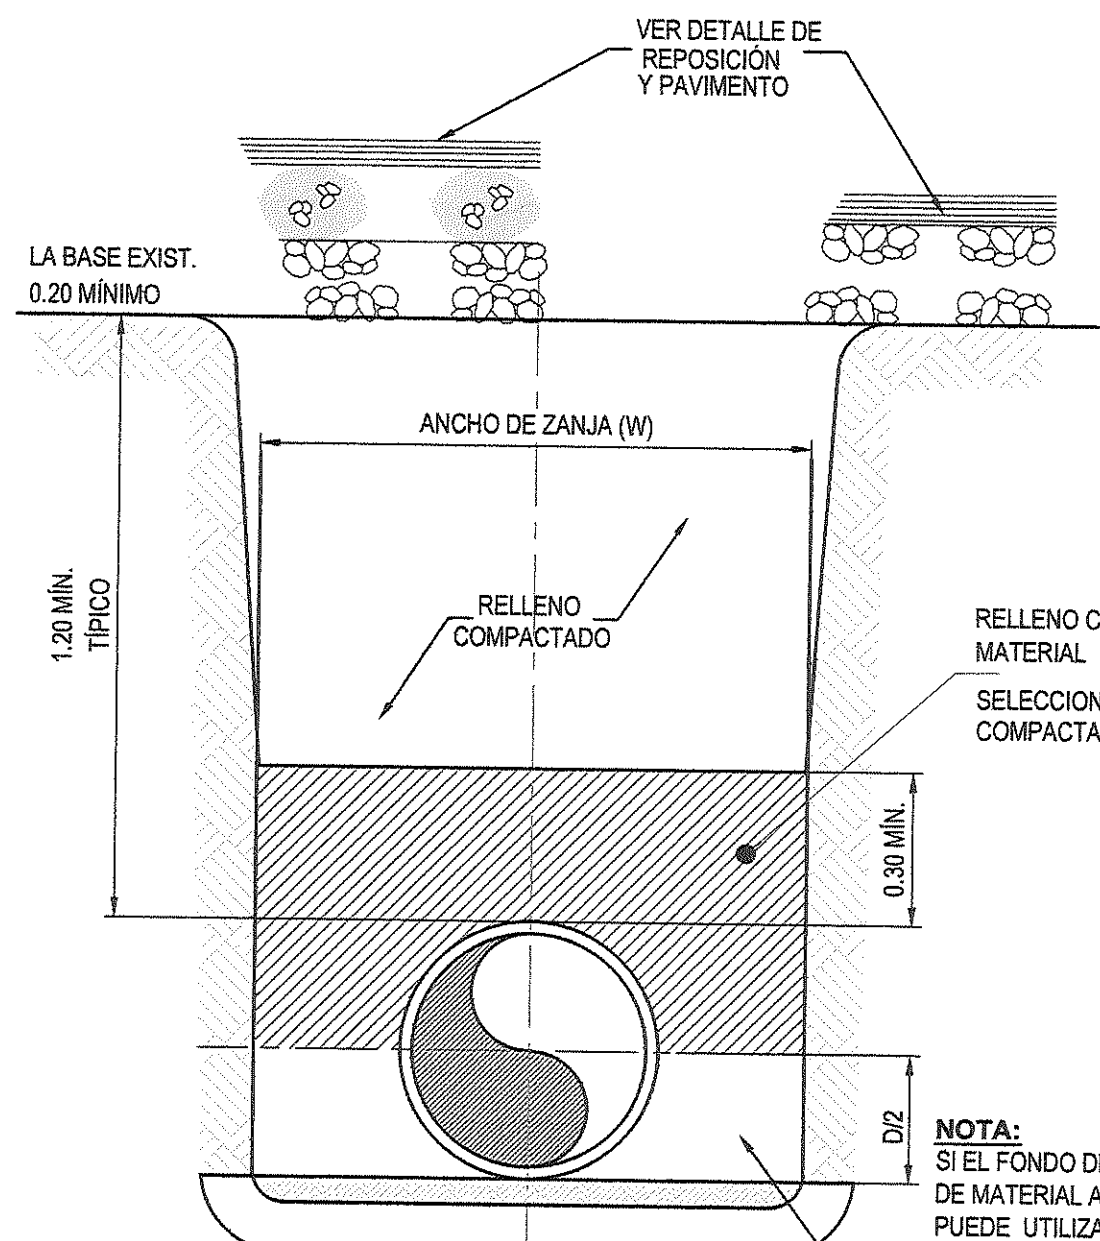 VER DETALLE DE
REPOSICIÓN
Y PAVIMENTO
LA BASE EXIST.
0.20 MÍNIMO
ANCHO DE ZANJA (W)
1.20 MÍN.
TÍPICO
RELLENO
COMPACTADO
RELLENO C
MATERIAL
SELECCION
COMPACTA
0.30 MÍN.
D/2
NOTA:
SI EL FONDO DE
DE MATERIAL A
PUEDE UTILIZA